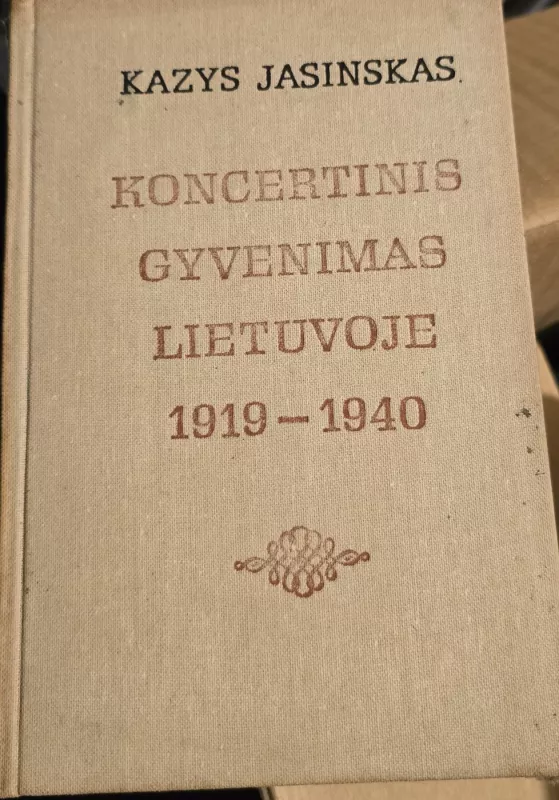 KAZYS JASINSKAS
KONCERTINIS
GYVENIMAS
LIETUVOJE
1919 — 1940